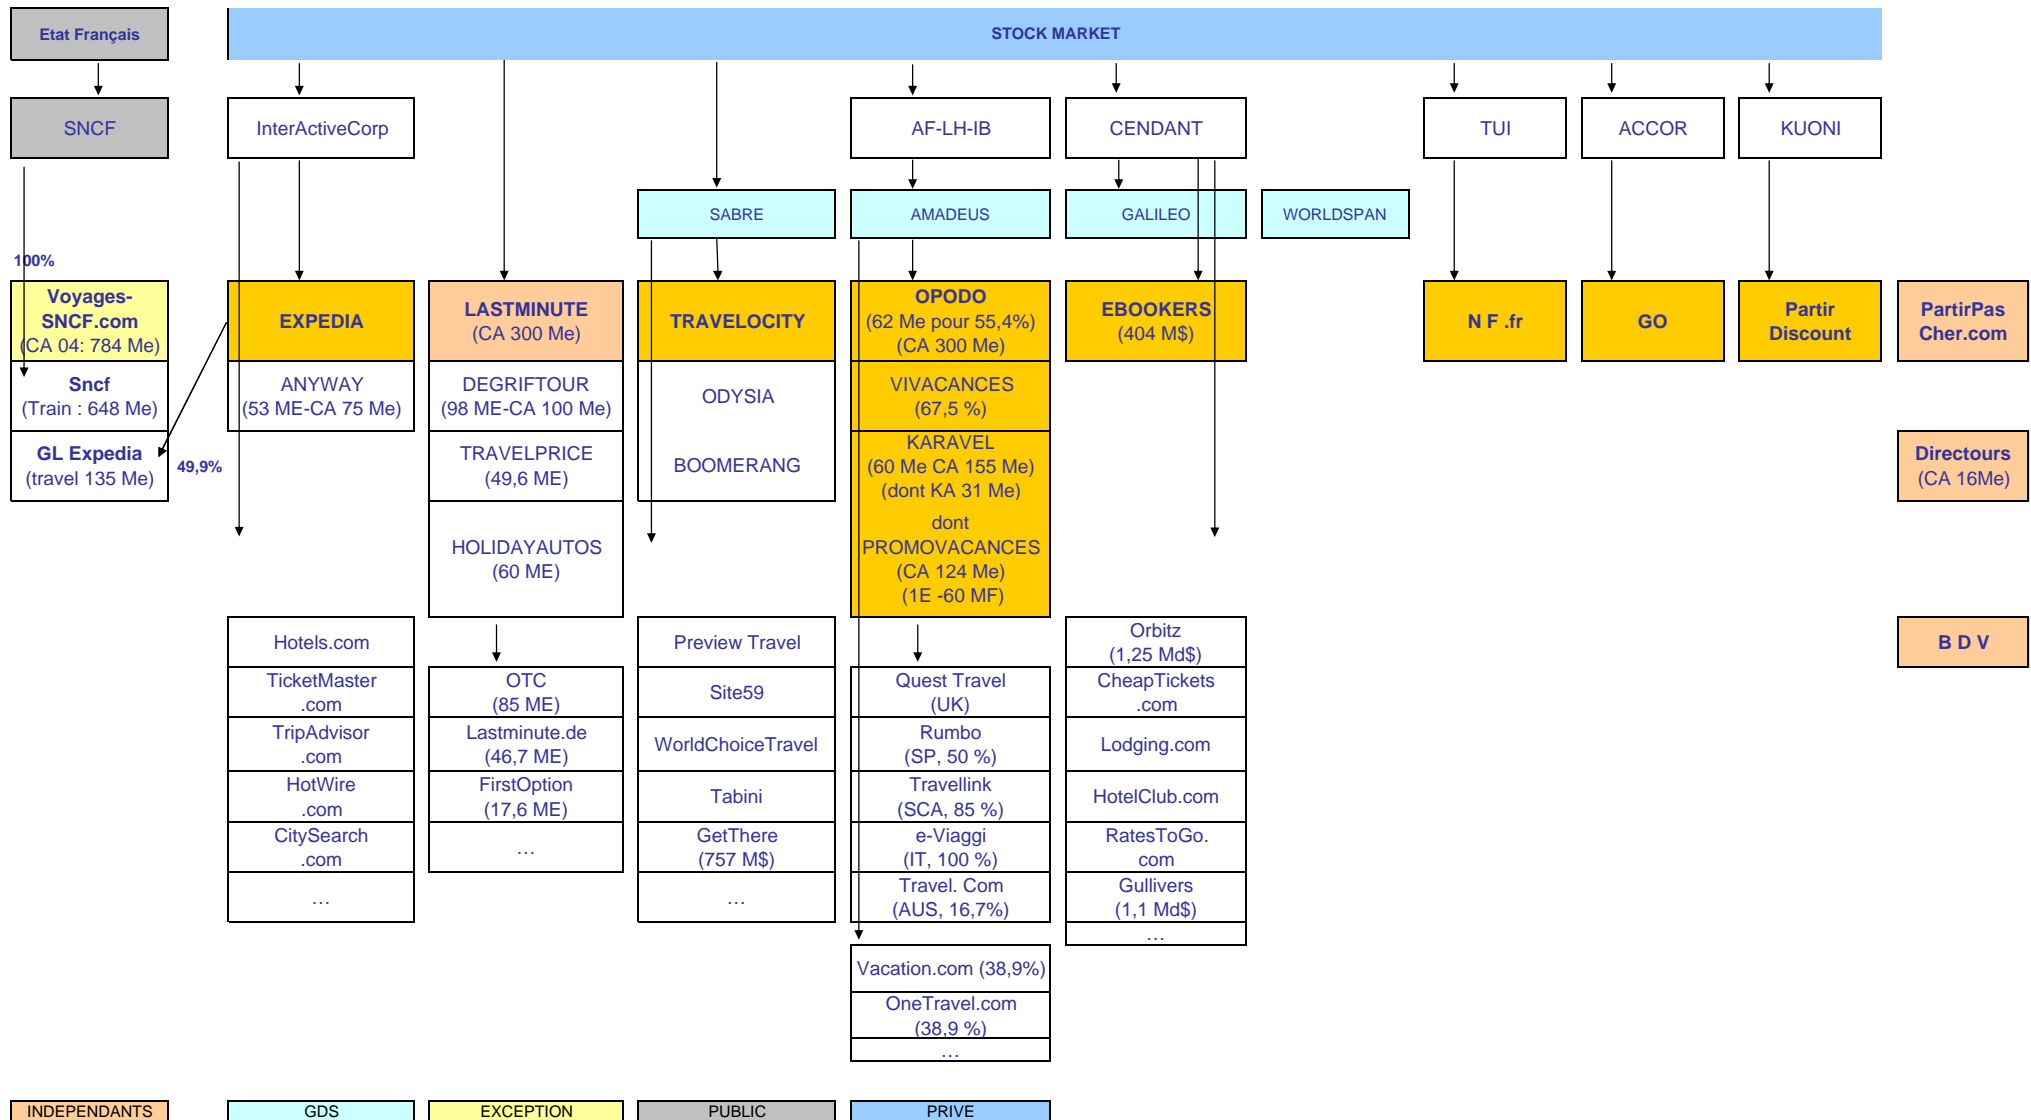 Etat Français
STOCK MARKET
SNCF
InterActiveCorp
AF-LH-IB
CENDANT
TUI
ACCOR
KUONI
SABRE
AMADEUS
GALILEO
WORLDSPAN
100%
Voyages-
SNCF.com
(CA 04: 784 Me)
EXPEDIA
LASTMINUTE
(CA 300 Me)
TRAVELOCITY
OPODO
(62 Me pour 55,4%)
(CA 300 Me)
EBOOKERS
(404 M$)
N F .fr
GO
Partir
Discount
PartirPas
Cher.com
Sncf
(Train : 648 Me)
ANYWAY
(53 ME-CA 75 Me)
DEGRIFTOUR
(98 ME-CA 100 Me)
ODYSIA
VIVACANCES
(67,5 %)
GL Expedia
(travel 135 Me)
49,9%
TRAVELPRICE
(49,6 ME)
BOOMERANG
KARAVEL
(60 Me CA 155 Me)
(dont KA 31 Me)
Directours
(CA 16Me)
HOLIDAYAUTOS
(60 ME)
dont
PROMOVACANCES
(CA 124 Me)
(1E -60 MF)
Hotels.com
Preview Travel
Orbitz
(1,25 Md$)
B D V
TicketMaster
.com
OTC
(85 ME)
Site59
Quest Travel
(UK)
CheapTickets
.com
TripAdvisor
.com
Lastminute.de
(46,7 ME)
WorldChoiceTravel
Rumbo
(SP, 50 %)
Lodging.com
HotWire
.com
FirstOption
(17,6 ME)
Tabini
Travellink
(SCA, 85 %)
HotelClub.com
CitySearch
.com
…
GetThere
(757 M$)
e-Viaggi
(IT, 100 %)
RatesToGo.
com
…
…
Travel. Com
(AUS, 16,7%)
Gullivers
(1,1 Md$)
…
Vacation.com (38,9%)
OneTravel.com
(38,9 %)
…
INDEPENDANTS
GDS
EXCEPTION
PUBLIC
PRIVE